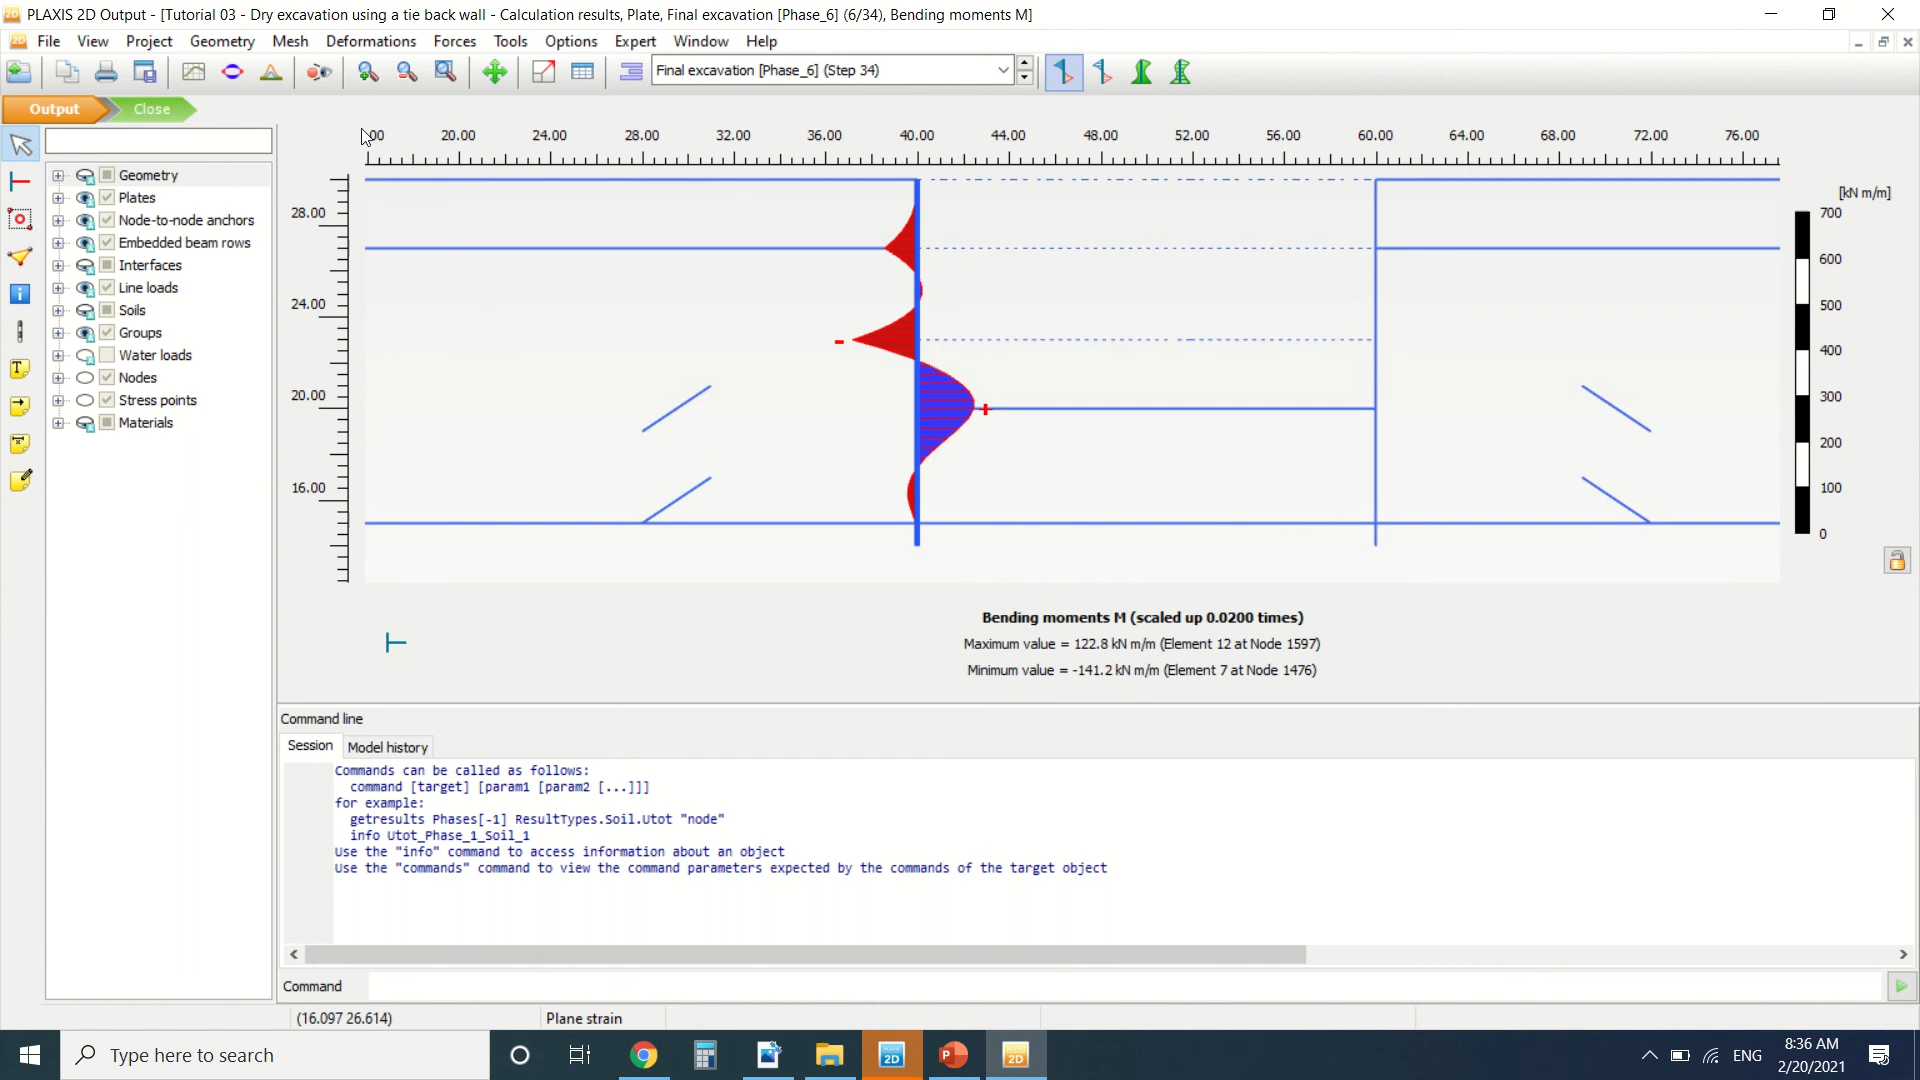 PLAXIS 2D Output - [Tutorial 03 - Dry excavation using a tie back wall - Calculation results, Plate, Final excavation [Phase_6] (6/34), Bending moments M]
File View Project Geometry Mesh Deformations Forces Tools Options Expert Window Help
Final excavation [Phase_6] (Step 34)
Output Close
20.00 24.00 28.00 32.00 36.00 40.00 44.00 48.00 52.00 56.00 60.00 64.00 68.00 72.00 76.00
Geometry
Plates
Node-to-node anchors
Embedded beam rows
Interfaces
Line loads
Soils
Groups
Water loads
Nodes
Stress points
Materials
28.00
24.00
20.00
16.00
[kN m/m]
700
600
500
400
300
200
100
0
Bending moments M (scaled up 0.0200 times)
Maximum value = 122.8 kN m/m (Element 12 at Node 1597)
Minimum value = -141.2 kN m/m (Element 7 at Node 1476)
Command line
Session Model history
Commands can be called as follows:
command [target] [param1 [param2 [...]]]
for example:
getresults Phases[-1] ResultTypes.Soil.Utot "node"
info Utot_Phase_1_Soil_1
Use the "info" command to access information about an object
Use the "commands" command to view the command parameters expected by the commands of the target object
Command
(16.097 26.614) Plane strain
Type here to search
ENG
8:36 AM
2/20/2021